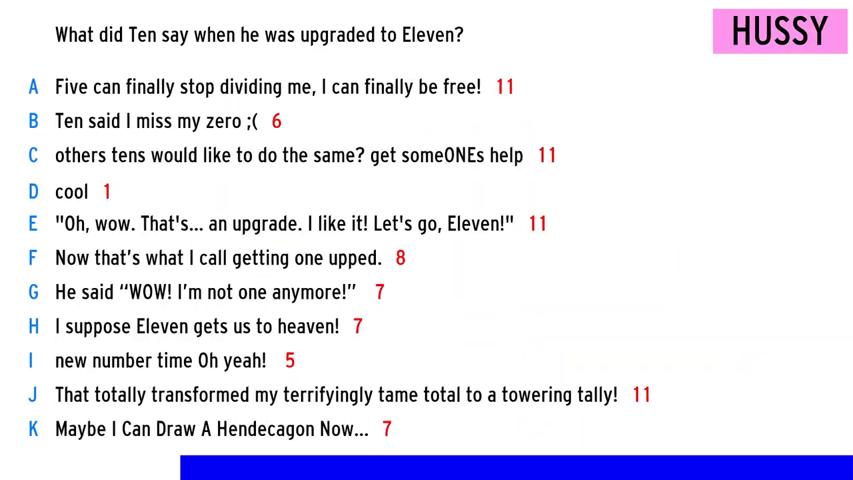 What did Ten say when he was upgraded to Eleven?
HUSSY
A Five can finally stop dividing me, I can finally be free! 11
B Ten said I miss my zero ;( 6
C others tens would like to do the same? get someONEs help 11
D cool 1
E "Oh, wow. That's... an upgrade. I like it! Let's go, Eleven!" 11
F Now that’s what I call getting one upped. 8
G He said “WOW! I’m not one anymore!” 7
H I suppose Eleven gets us to heaven! 7
I new number time Oh yeah! 5
J That totally transformed my terrifyingly tame total to a towering tally! 11
K Maybe I Can Draw A Hendecagon Now... 7